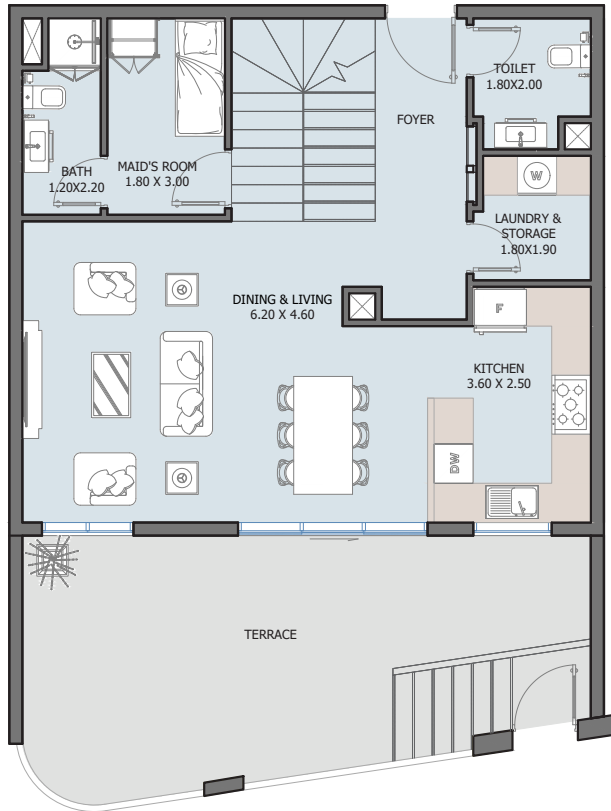 TOILET
1.80X2.00
FOYER
BATH
1.20X2.20
MAID'S ROOM
1.80 X 3.00
W
LAUNDRY &
STORAGE
1.80X1.90
DINING & LIVING
6.20 X 4.60
F
KITCHEN
3.60 X 2.50
DW
TERRACE